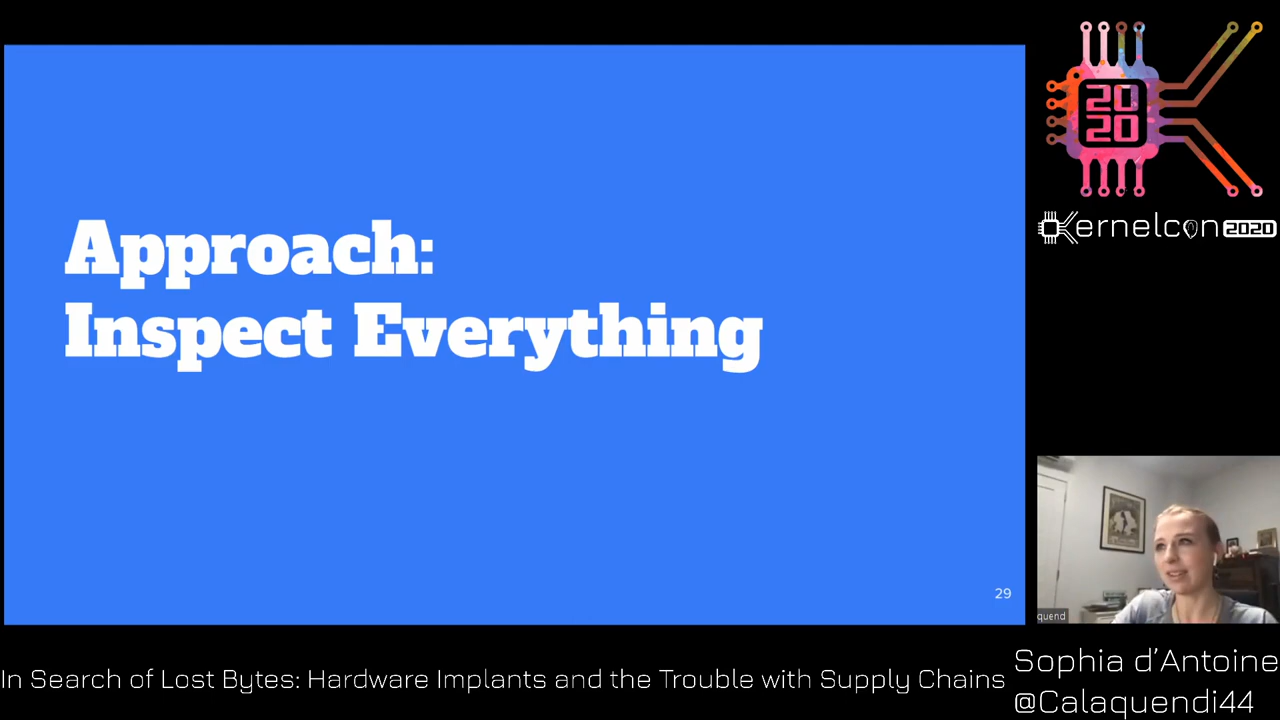 Approach:
Inspect Everything
29
20
20
Kernelcon 2020
quend
In Search of Lost Bytes: Hardware Implants and the Trouble with Supply Chains
Sophia d'Antoine
@Calaquendi44